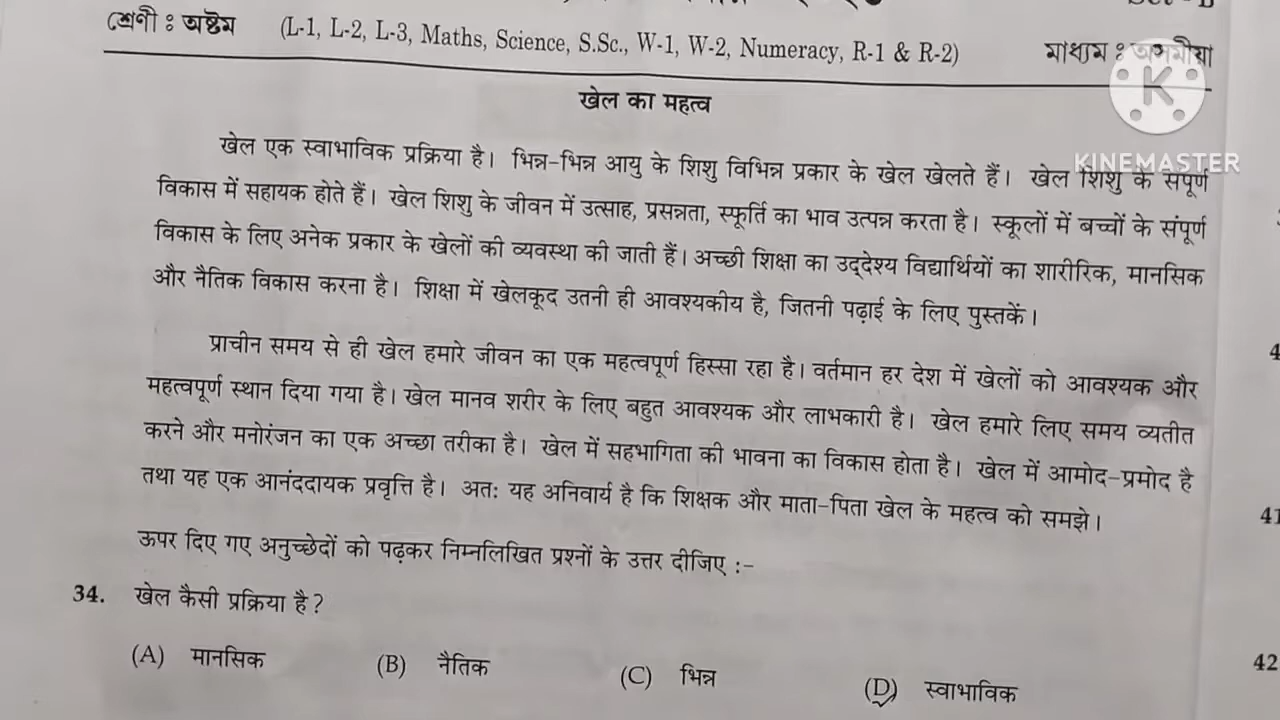 শ্রেণী : অষ্টম (L-1, L-2, L-3, Maths, Science, S.Sc., W-1, W-2, Numeracy, R-1 & R-2) মাধ্যম : অসমীয়া
KINEMASTER
खेल का महत्व
खेल एक स्वाभाविक प्रक्रिया है। भिन्न-भिन्न आयु के शिशु विभिन्न प्रकार के खेल खेलते हैं। खेल शिशु के संपूर्ण
विकास में सहायक होते हैं। खेल शिशु के जीवन में उत्साह, प्रसन्नता, स्फूर्ति का भाव उत्पन्न करता है। स्कूलों में बच्चों के संपूर्ण
विकास के लिए अनेक प्रकार के खेलों की व्यवस्था की जाती हैं। अच्छी शिक्षा का उद्देश्य विद्यार्थियों का शारीरिक, मानसिक
और नैतिक विकास करना है। शिक्षा में खेलकूद उतनी ही आवश्यकीय है, जितनी पढ़ाई के लिए पुस्तकें।
प्राचीन समय से ही खेल हमारे जीवन का एक महत्वपूर्ण हिस्सा रहा है। वर्तमान हर देश में खेलों को आवश्यक और
महत्वपूर्ण स्थान दिया गया है। खेल मानव शरीर के लिए बहुत आवश्यक और लाभकारी है। खेल हमारे लिए समय व्यतीत
करने और मनोरंजन का एक अच्छा तरीका है। खेल में सहभागिता की भावना का विकास होता है। खेल में आमोद-प्रमोद है
तथा यह एक आनंददायक प्रवृत्ति है। अतः यह अनिवार्य है कि शिक्षक और माता-पिता खेल के महत्व को समझे।
ऊपर दिए गए अनुच्छेदों को पढ़कर निम्नलिखित प्रश्नों के उत्तर दीजिए :-
34. खेल कैसी प्रक्रिया है?
(A) मानसिक (B) नैतिक (C) भिन्न (D) स्वाभाविक
41
42